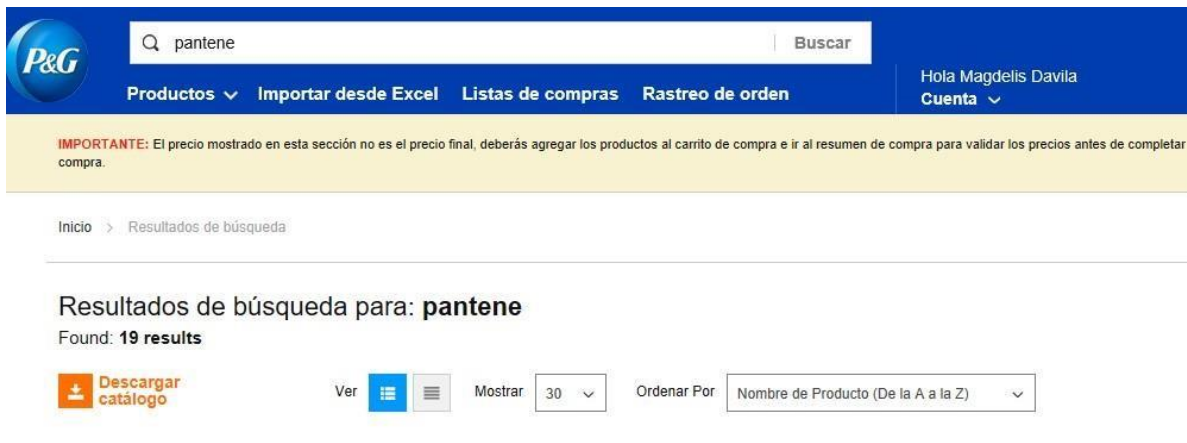 P&G
pantene
Buscar
Productos Importar desde Excel Listas de compras Rastreo de orden
Hola Magdelis Davila
Cuenta
IMPORTANTE: El precio mostrado en esta sección no es el precio final, deberás agregar los productos al carrito de compra e ir al resumen de compra para validar los precios antes de completar
compra.
Inicio > Resultados de búsqueda
Resultados de búsqueda para: pantene
Found: 19 results
Descargar
catálogo
Ver
Mostrar 30
Ordenar Por Nombre de Producto (De la A a la Z)